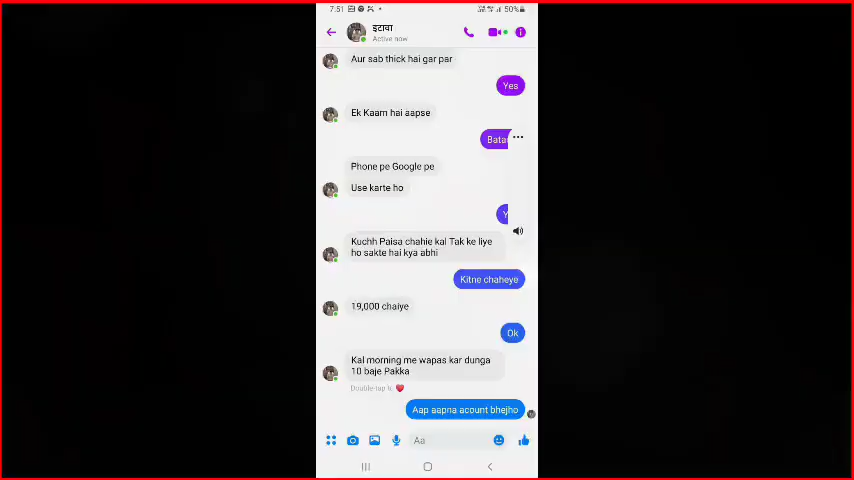 7:51
50%
इटावा
Active now
Aur sab thick hai gar par
Yes
Ek Kaam hai aapse
Batao
Phone pe Google pe
Use karte ho
Y
Kuchh Paisa chahie kal Tak ke liye
ho sakte hai kya abhi
Kitne chaheye
19,000 chaiye
Ok
Kal morning me wapas kar dunga
10 baje Pakka
Double-tap to
Aap aapna acount bhejho
Aa